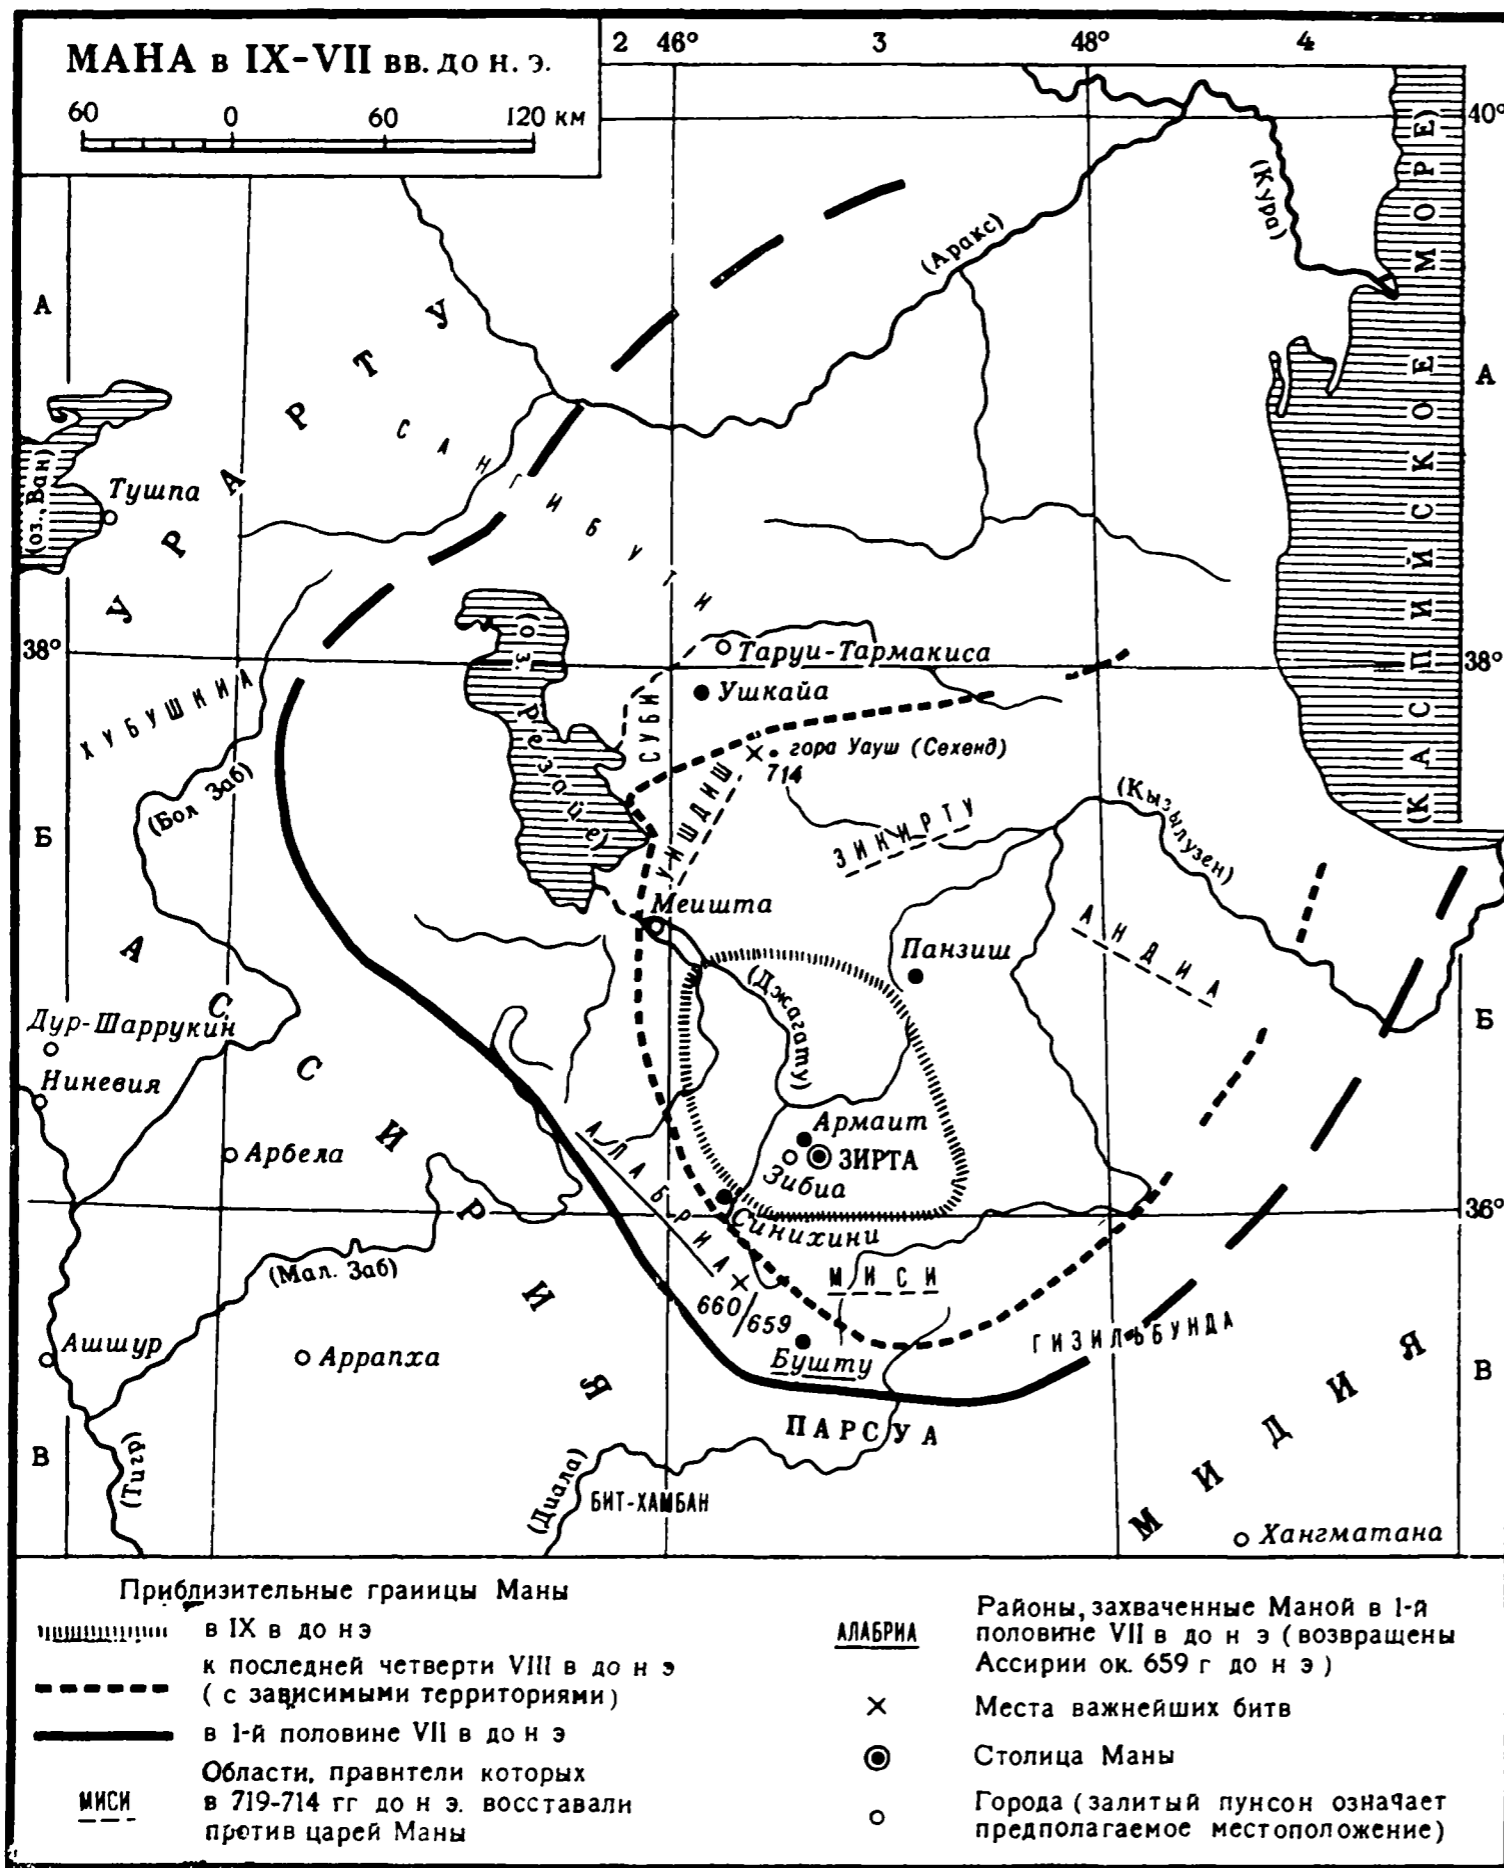 МАНА в IX-VII вв. до н. э.
60 0 60 120 км
2 46° 3 48° 4
40°
(КАСПИЙСКОЕ МОРЕ)
(Кура)
(Аракс)
А
А
УРАРТУ
САНГИБУТИ
(оз. Ван)
Тушпа
38°
38°
(оз. Резайе)
Таруи-Тармакиса
Ушкайа
СУБИ
гора Уауш (Сехенд)
714
ХУБУШКИА
(Бол Заб)
УИШДИШ
ЗИКИРТУ
(Кызылузен)
Б
Б
Меишта
Панзиш
АНДИА
(Джагату)
АССИРИЯ
Дур-Шаррукин
Ниневия
Арбела
Армаит
ЗИРТА
Зибиа
АЛАБРИА
Синихини
36°
МИСИ
(Мал. Заб)
660/659
Бушту
ГИЗИЛЬБУНДА
Ашшур
Аррапха
В
В
ПАРСУА
МИДИЯ
(Тигр)
(Диала)
БИТ-ХАМБАН
Хангматана
Приблизительные граиицы Маны
в IX в до н э
к последней четверти VIII в до н э
( с зависимыми территориями)
в 1-й половине VII в до н э
Области, правители которых
МИСИ в 719-714 гг до н э. восставали
против царей Маны
Районы, захваченные Маной в 1-й
АЛАБРИА половине VII в до н э ( возвращены
Ассирии ок. 659 г до н э )
Места важнейших битв
Столица Маны
Города ( залитый пунсон означает
предполагаемое местоположение)